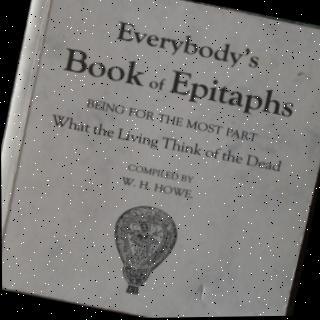 Everybody's
Book of Epitaphs
BEING FOR THE MOST PART
What the Living Think of the Dead
COMPILED BY
W. H. HOWE